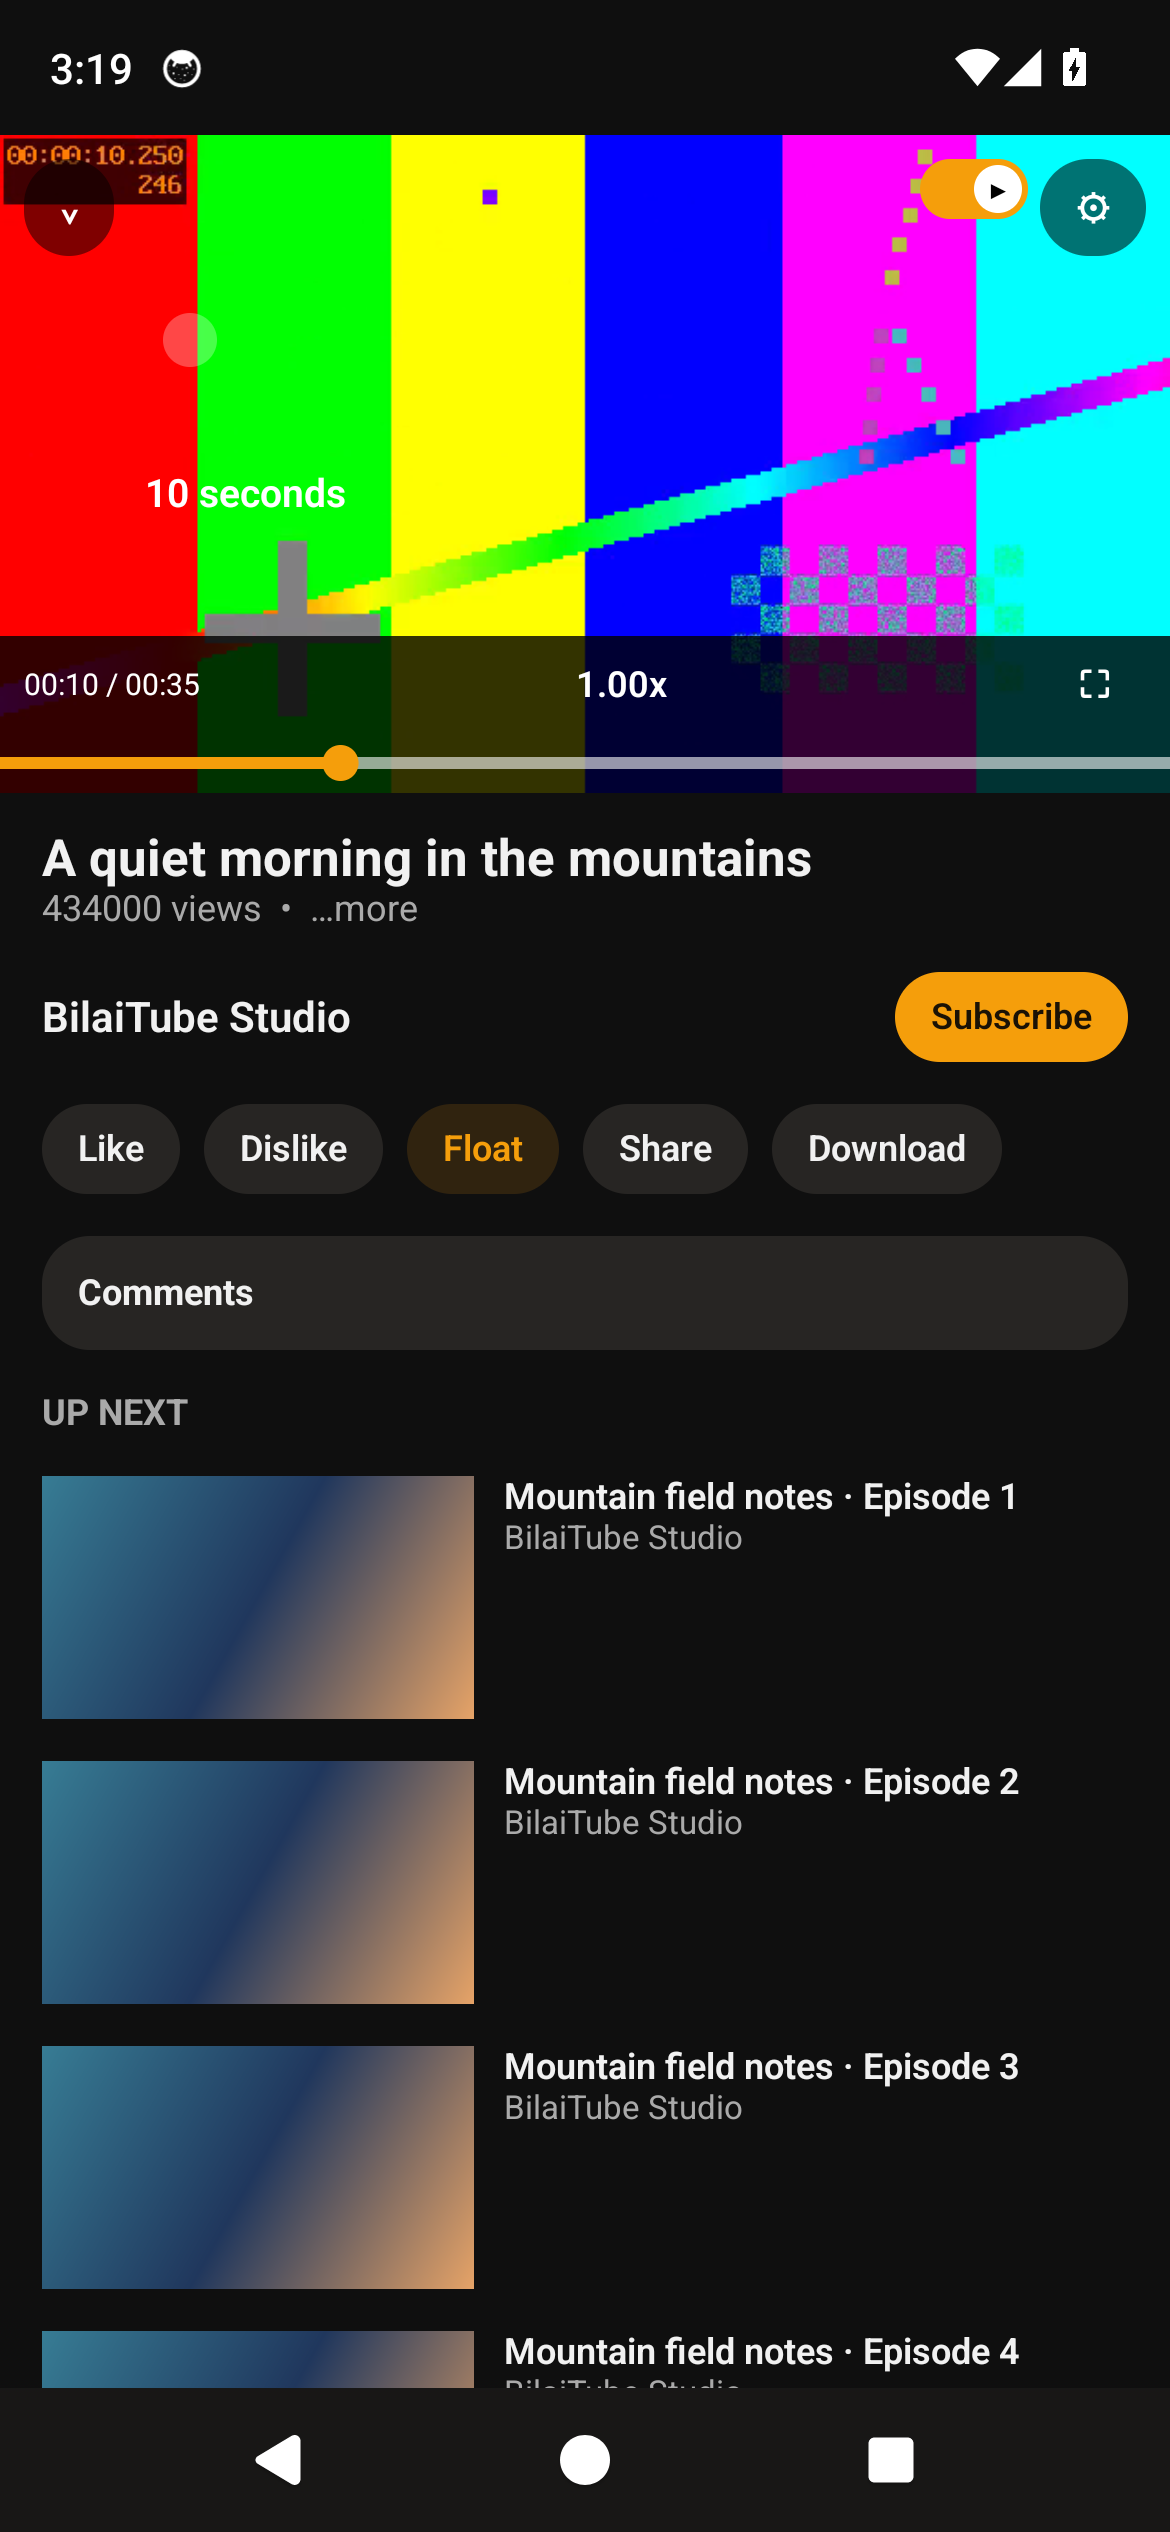 3:19
00:00:10.250
246
10 seconds
00:10 / 00:35
1.00x
A quiet morning in the mountains
434000 views • …more
BilaiTube Studio
Subscribe
Like
Dislike
Float
Share
Download
Comments
UP NEXT
Mountain field notes · Episode 1
BilaiTube Studio
Mountain field notes · Episode 2
BilaiTube Studio
Mountain field notes · Episode 3
BilaiTube Studio
Mountain field notes · Episode 4
BilaiTube Studio